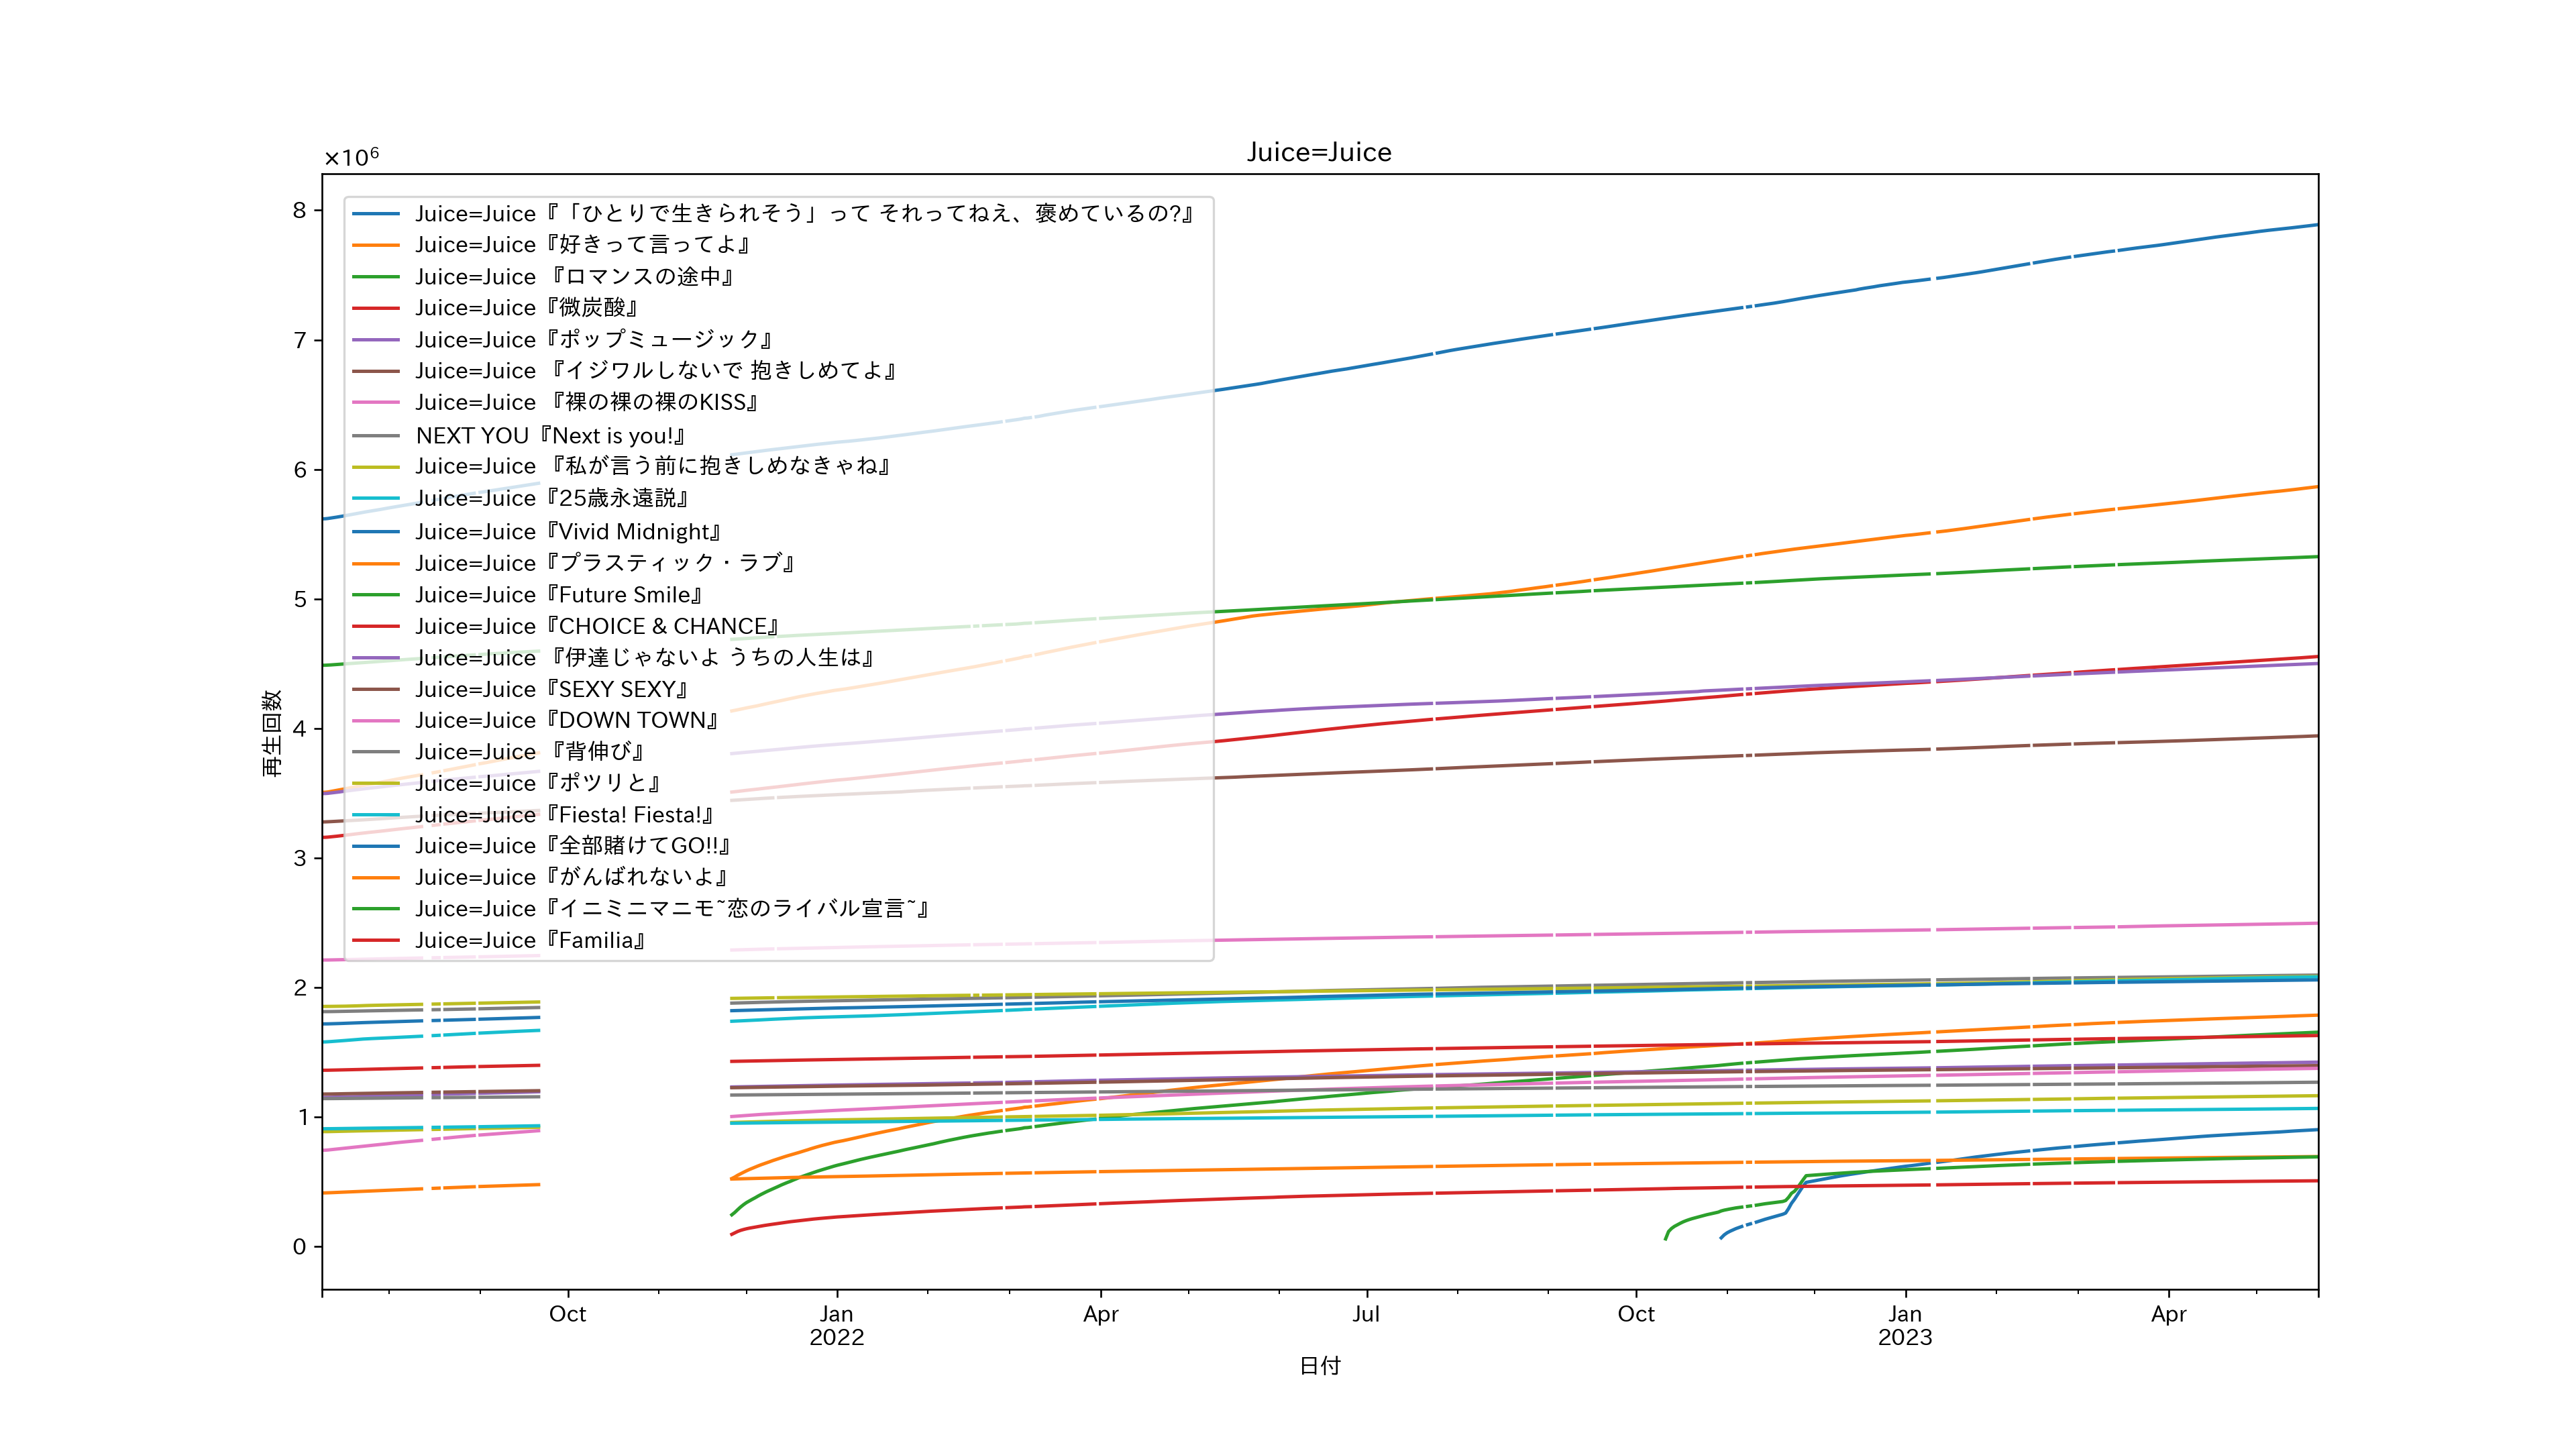 Juice=Juice
×10⁶
8
7
6
5
4
3
2
1
0
再生回数
Juice=Juice『「ひとりで生きられそう」って それってねえ、褒めているの?』
Juice=Juice『好きって言ってよ』
Juice=Juice 『ロマンスの途中』
Juice=Juice『微炭酸』
Juice=Juice『ポップミュージック』
Juice=Juice 『イジワルしないで 抱きしめてよ』
Juice=Juice 『裸の裸の裸のKISS』
NEXT YOU『Next is you!』
Juice=Juice 『私が言う前に抱きしめなきゃね』
Juice=Juice『25歳永遠説』
Juice=Juice『Vivid Midnight』
Juice=Juice『プラスティック・ラブ』
Juice=Juice『Future Smile』
Juice=Juice『CHOICE & CHANCE』
Juice=Juice 『伊達じゃないよ うちの人生は』
Juice=Juice『SEXY SEXY』
Juice=Juice『DOWN TOWN』
Juice=Juice 『背伸び』
Juice=Juice『ポツリと』
Juice=Juice『Fiesta! Fiesta!』
Juice=Juice『全部賭けてGO!!』
Juice=Juice『がんばれないよ』
Juice=Juice『イニミニマニモ~恋のライバル宣言~』
Juice=Juice『Familia』
Oct
Jan
2022
Apr
Jul
Oct
Jan
2023
Apr
日付